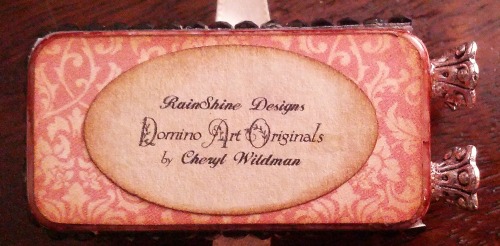 RainShine Designs
Domino Art Originals
by Cheryl Wildman